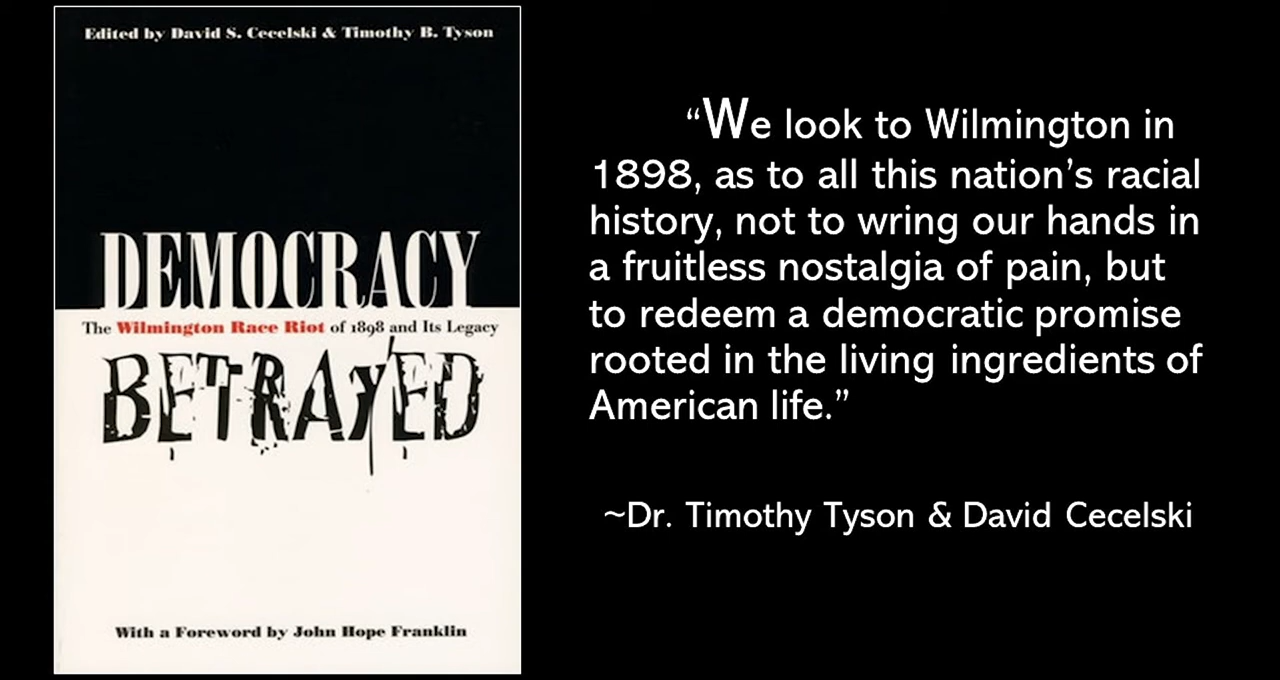 Edited by David S. Cecelski & Timothy B. Tyson
DEMOCRACY
The Wilmington Race Riot of 1898 and Its Legacy
BETRAYED
With a Foreword by John Hope Franklin
“We look to Wilmington in
1898, as to all this nation’s racial
history, not to wring our hands in
a fruitless nostalgia of pain, but
to redeem a democratic promise
rooted in the living ingredients of
American life.”
~Dr. Timothy Tyson & David Cecelski